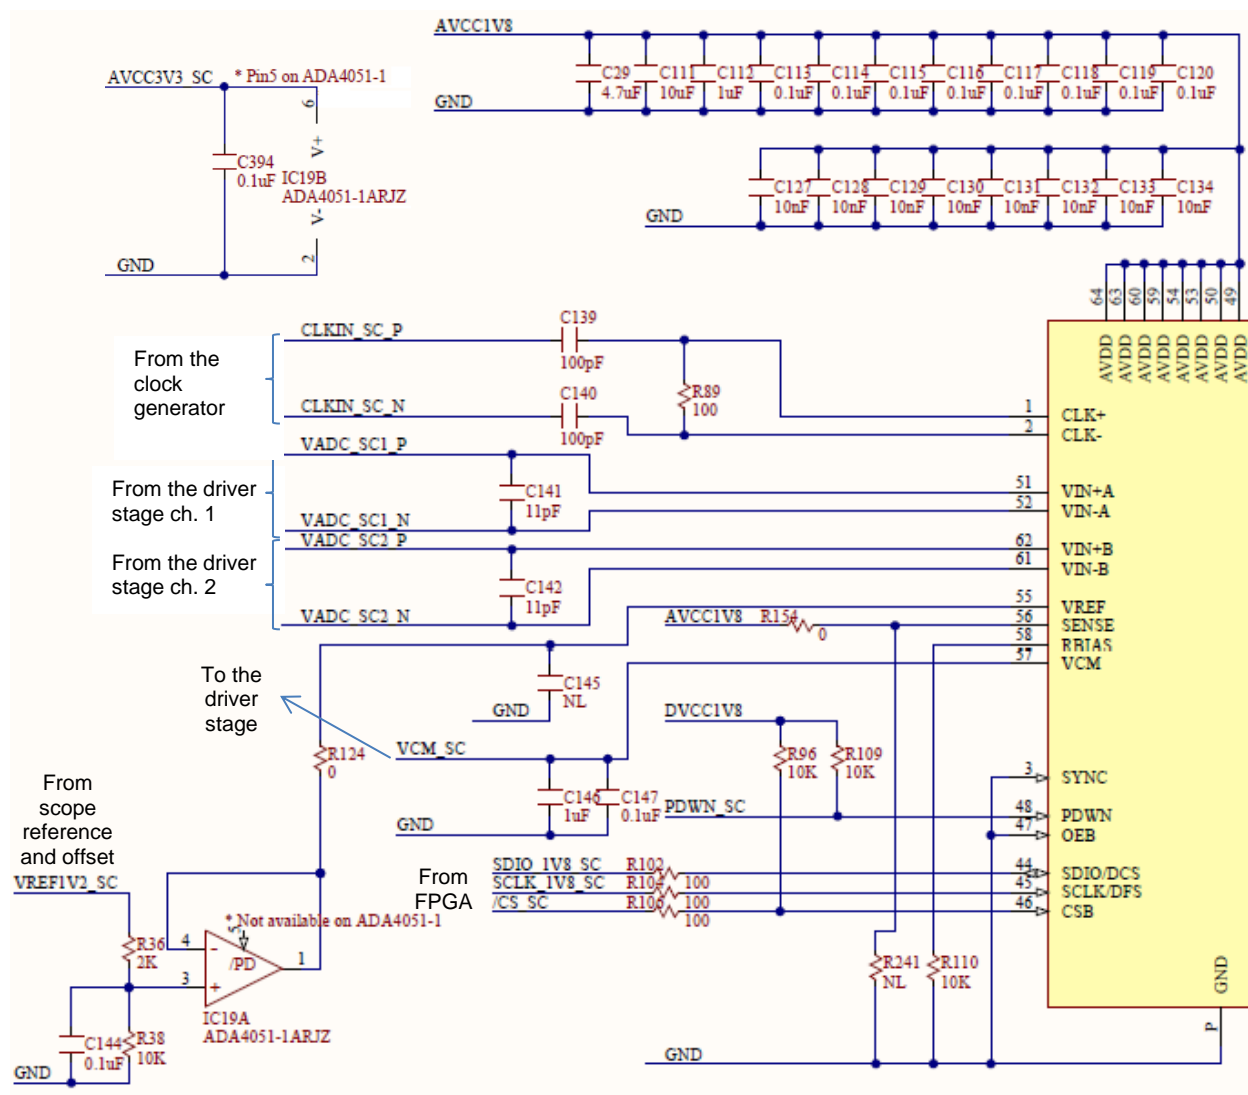 AVCC1V8
C29 C111 C112 C113 C114 C115 C116 C117 C118 C119 C120
4.7uF 10uF 1uF 0.1uF 0.1uF 0.1uF 0.1uF 0.1uF 0.1uF 0.1uF 0.1uF
GND
AVCC3V3_SC * Pin5 on ADA4051-1
6
V+
C394
0.1uF
IC19B
ADA4051-1ARJZ
V-
2
GND
C127 C128 C129 C130 C131 C132 C133 C134
10nF 10nF 10nF 10nF 10nF 10nF 10nF 10nF
GND
64 63 60 59 54 53 50 49
AVDD AVDD AVDD AVDD AVDD AVDD AVDD AVDD
From the
clock
generator
CLKIN_SC_P
C139
100pF
R89
100
CLKIN_SC_N
C140
100pF
1 CLK+
2 CLK-
From the driver
stage ch. 1
VADC_SC1_P
C141
11pF
VADC_SC1_N
51 VIN+A
52 VIN-A
From the driver
stage ch. 2
VADC_SC2_P
C142
11pF
VADC_SC2_N
62 VIN+B
61 VIN-B
55 VREF
AVCC1V8 R154
0
56 SENSE
58 RBIAS
57 VCM
To the
driver
stage
C145
NL
GND
DVCC1V8
R124
0
VCM_SC
R96
10K
R109
10K
C146
1uF
C147
0.1uF
GND
PDWN_SC
3 SYNC
48 PDWN
47 OEB
From
scope
reference
and offset
VREF1V2_SC
From
FPGA
SDIO_1V8_SC R102
100
SCLK_1V8_SC R104
100
/CS_SC R106
100
44 SDIO/DCS
45 SCLK/DFS
46 CSB
* Not available on ADA4051-1
5
R36
2K
4 -
/PD
1
3 +
IC19A
ADA4051-1ARJZ
C144
0.1uF
R38
10K
GND
R241
NL
R110
10K
GND
GND
P